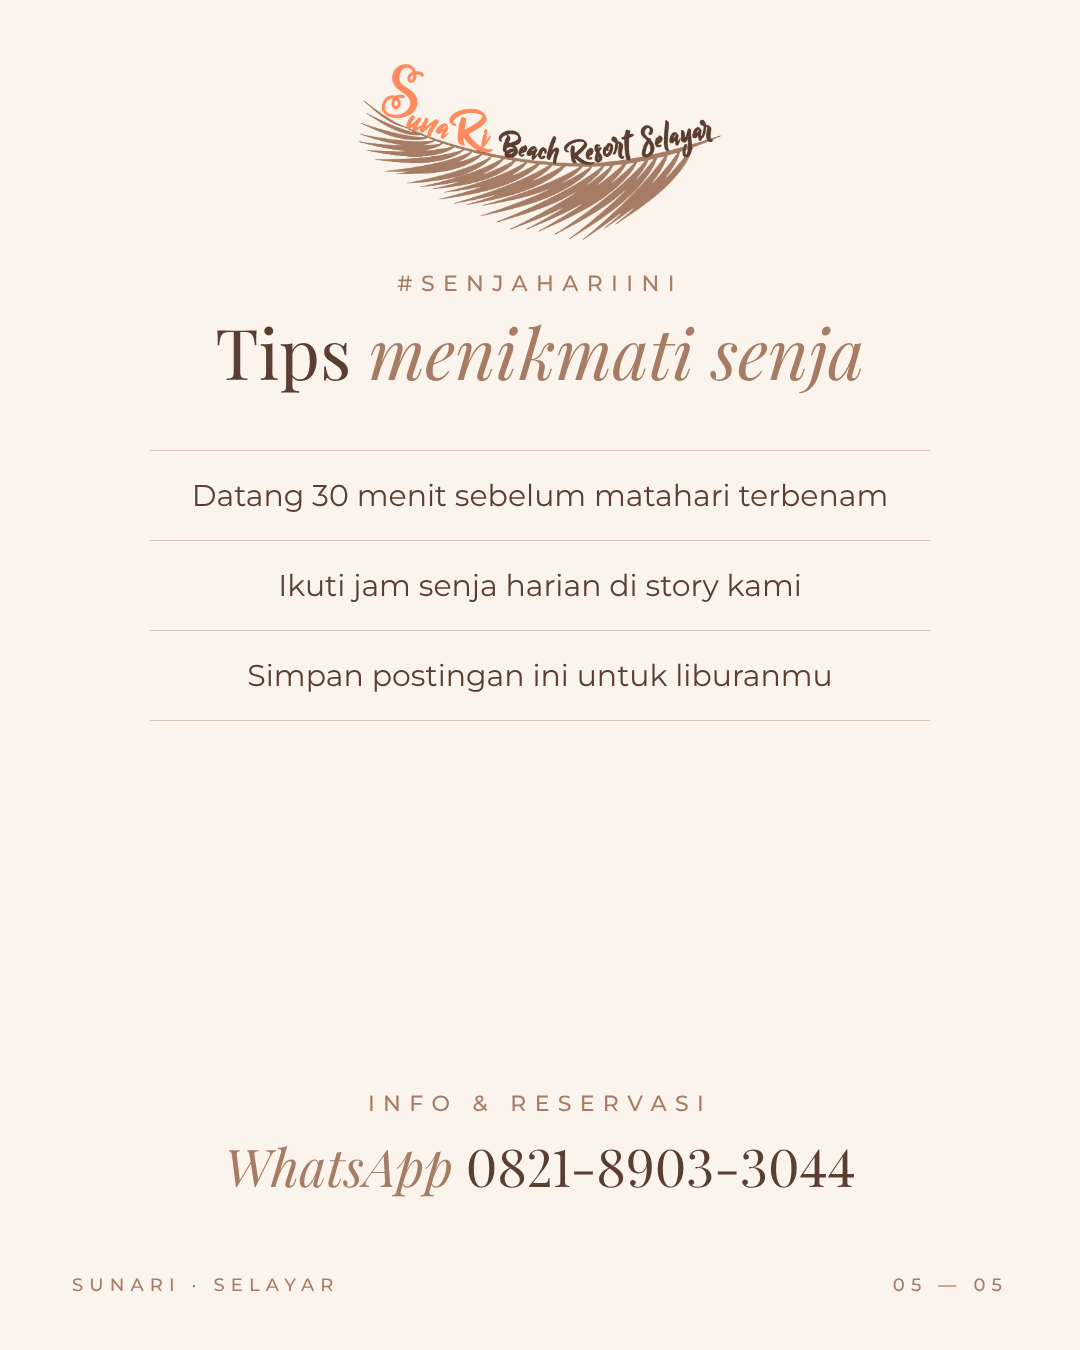 SunaRi Beach Resort Selayar
#SENJAHARIINI
Tips menikmati senja
Datang 30 menit sebelum matahari terbenam
Ikuti jam senja harian di story kami
Simpan postingan ini untuk liburanmu
INFO & RESERVASI
WhatsApp 0821-8903-3044
SUNARI · SELAYAR
05 — 05